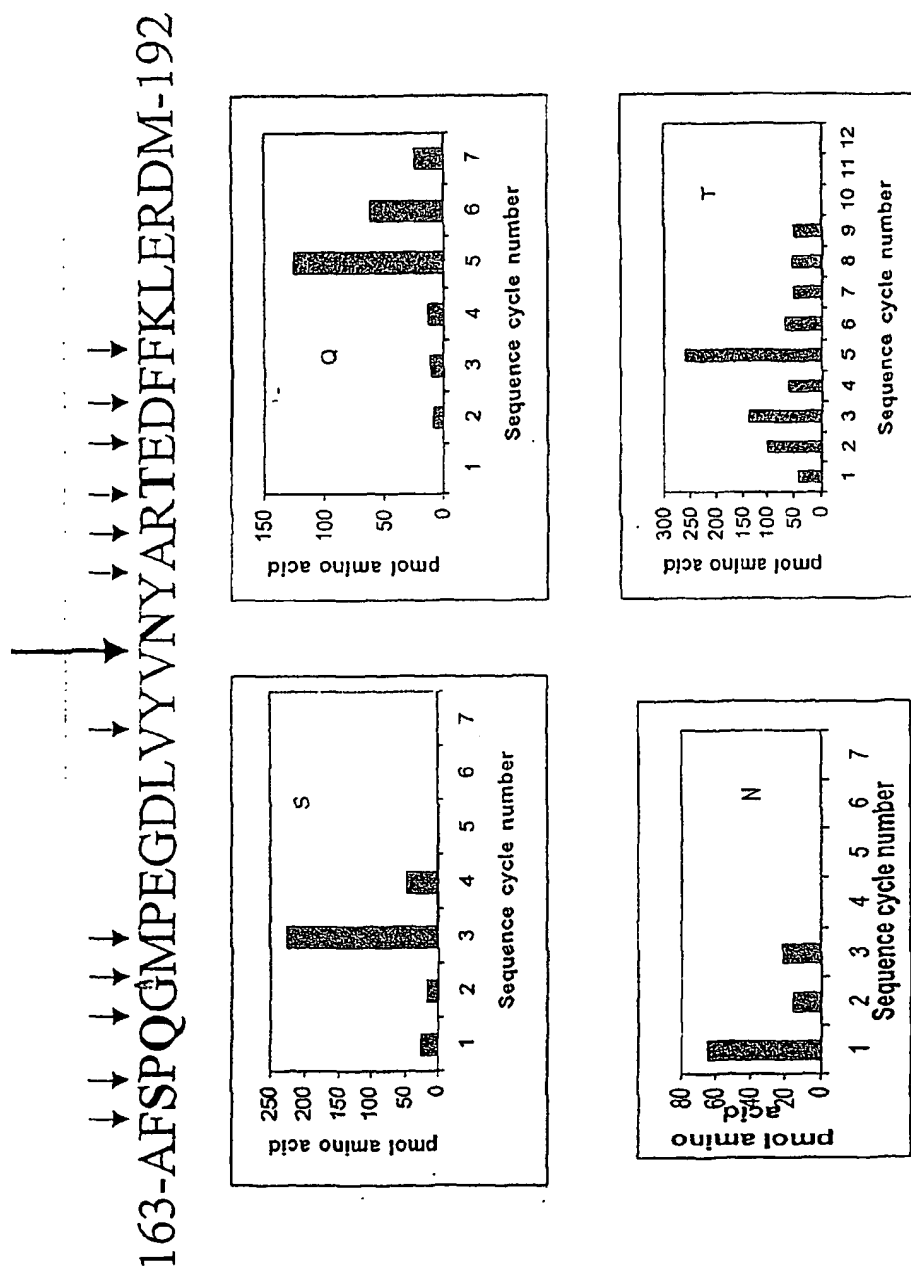 163-AFSPQGMPEGDLVYVNYARTEDFFKLERDM-192
250
200
150
100
50
0
pmol amino acid
S
1 2 3 4 5 6 7
Sequence cycle number
150
100
50
0
pmol amino acid
Q
1 2 3 4 5 6 7
Sequence cycle number
80
60
40
20
0
pmol amino
acid
N
1 2 3 4 5 6 7
Sequence cycle number
300
250
200
150
100
50
0
pmol amino acid
T
1 2 3 4 5 6 7 8 9 10 11 12
Sequence cycle number